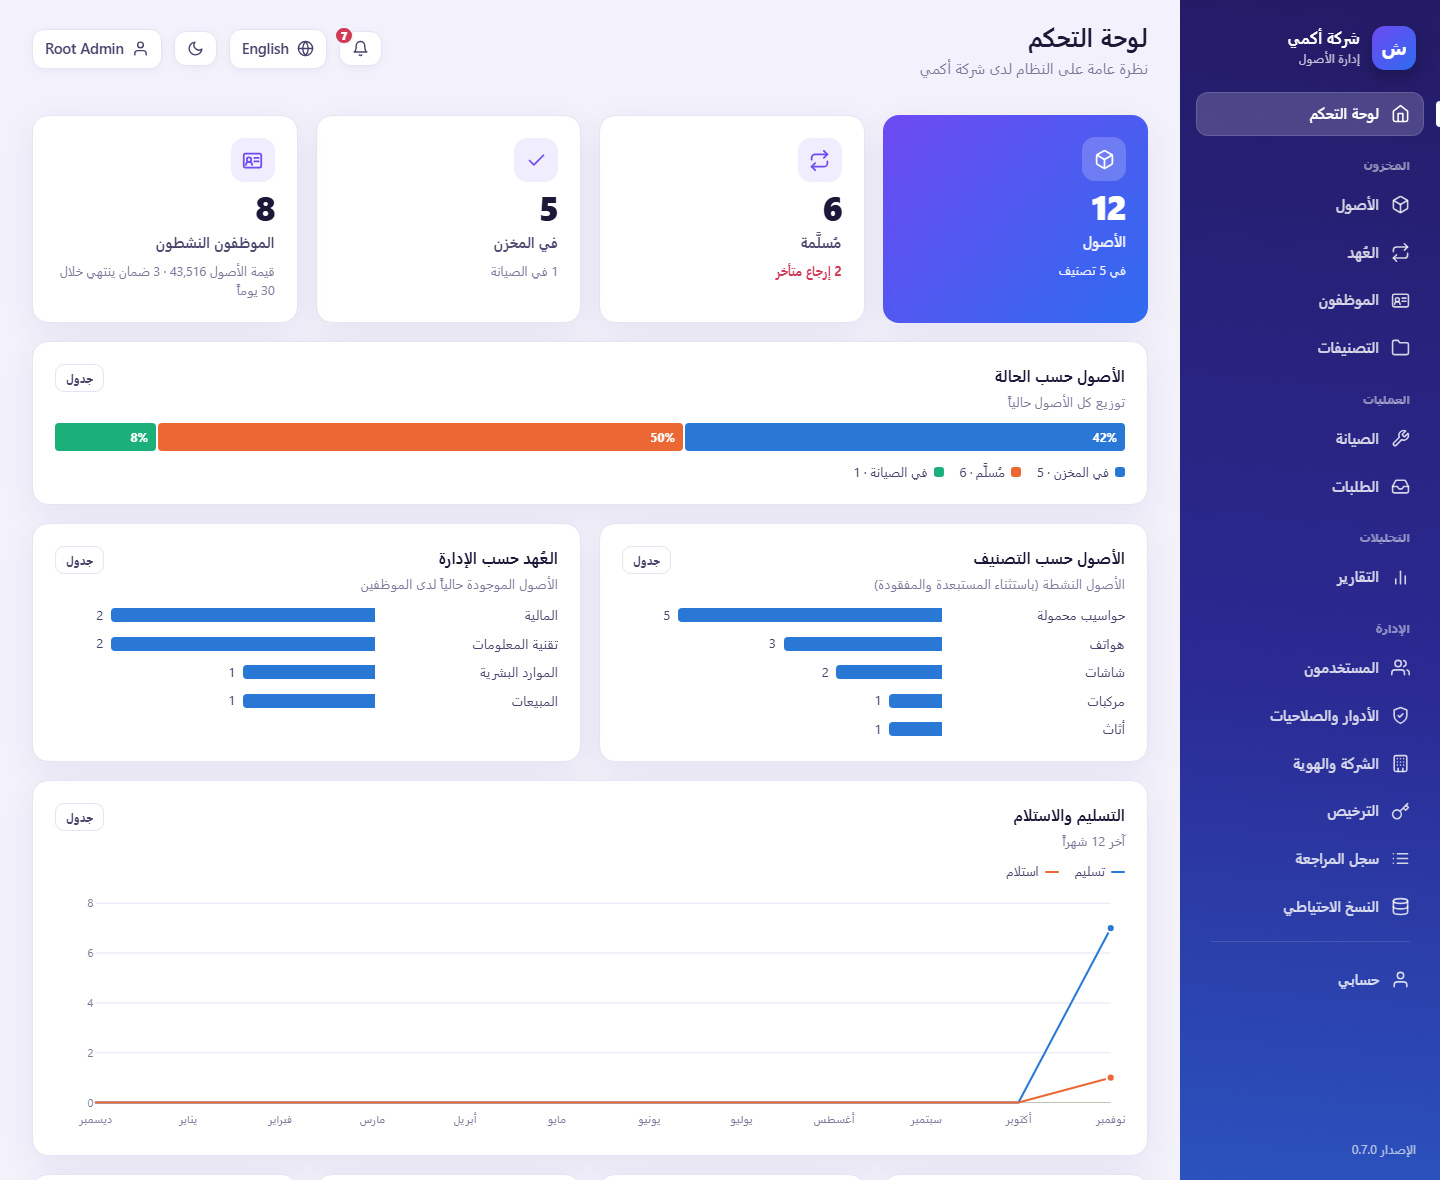 شركة أكمي
إدارة الأصول
لوحة التحكم
المخزون
الأصول
العُهد
الموظفون
التصنيفات
العمليات
الصيانة
الطلبات
التحليلات
التقارير
الإدارة
المستخدمون
الأدوار والصلاحيات
الشركة والهوية
الترخيص
سجل المراجعة
النسخ الاحتياطي
حسابي
الإصدار 0.7.0
لوحة التحكم
نظرة عامة على النظام لدى شركة أكمي
7
English
Root Admin
ش
12
الأصول
في 5 تصنيف
6
مُسلَّمة
2 إرجاع متأخر
5
في المخزن
1 في الصيانة
8
الموظفون النشطون
قيمة الأصول 43,516 · 3 ضمان ينتهي خلال
30 يوماً
الأصول حسب الحالة
جدول
توزيع كل الأصول حالياً
42%
50%
8%
في المخزن · 5
مُسلَّم · 6
في الصيانة · 1
الأصول حسب التصنيف
جدول
الأصول النشطة (باستثناء المستبعدة والمفقودة)
حواسيب محمولة 5
هواتف 3
شاشات 2
مركبات 1
أثاث 1
العُهد حسب الإدارة
جدول
الأصول الموجودة حالياً لدى الموظفين
المالية 2
تقنية المعلومات 2
الموارد البشرية 1
المبيعات 1
التسليم والاستلام
جدول
آخر 12 شهراً
تسليم
استلام
8
6
4
2
0
نوفمبر
أكتوبر
سبتمبر
أغسطس
يوليو
يونيو
مايو
أبريل
مارس
فبراير
يناير
ديسمبر